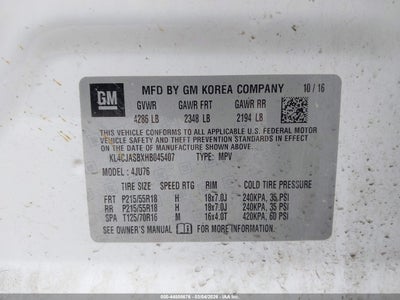 GM
MFD BY GM KOREA COMPANY 10/16
GVWR GAWR FRT GAWR RR
4286 LB 2348 LB 2194 LB
THIS VEHICLE CONFORMS TO ALL APPLICABLE U.S. FEDERAL MOTOR
VEHICLE SAFETY, BUMPER, AND THEFT PREVENTION STANDARDS IN
EFFECT ON THE DATE OF MANUFACTURE SHOWN ABOVE.
KL4CJASBXHB045407 TYPE: MPV
MODEL: 4JU76
TIRE SIZE SPEED RTG RIM COLD TIRE PRESSURE
FRT P215/55R18 H 18x7.0J 240KPA, 35 PSI
RR P215/55R18 H 18x7.0J 240KPA, 35 PSI
SPA T125/70R16 M 16x4.0T 420KPA, 60 PSI
SEE OWNER'S MANUAL FOR ADDITIONAL INFORMATION.